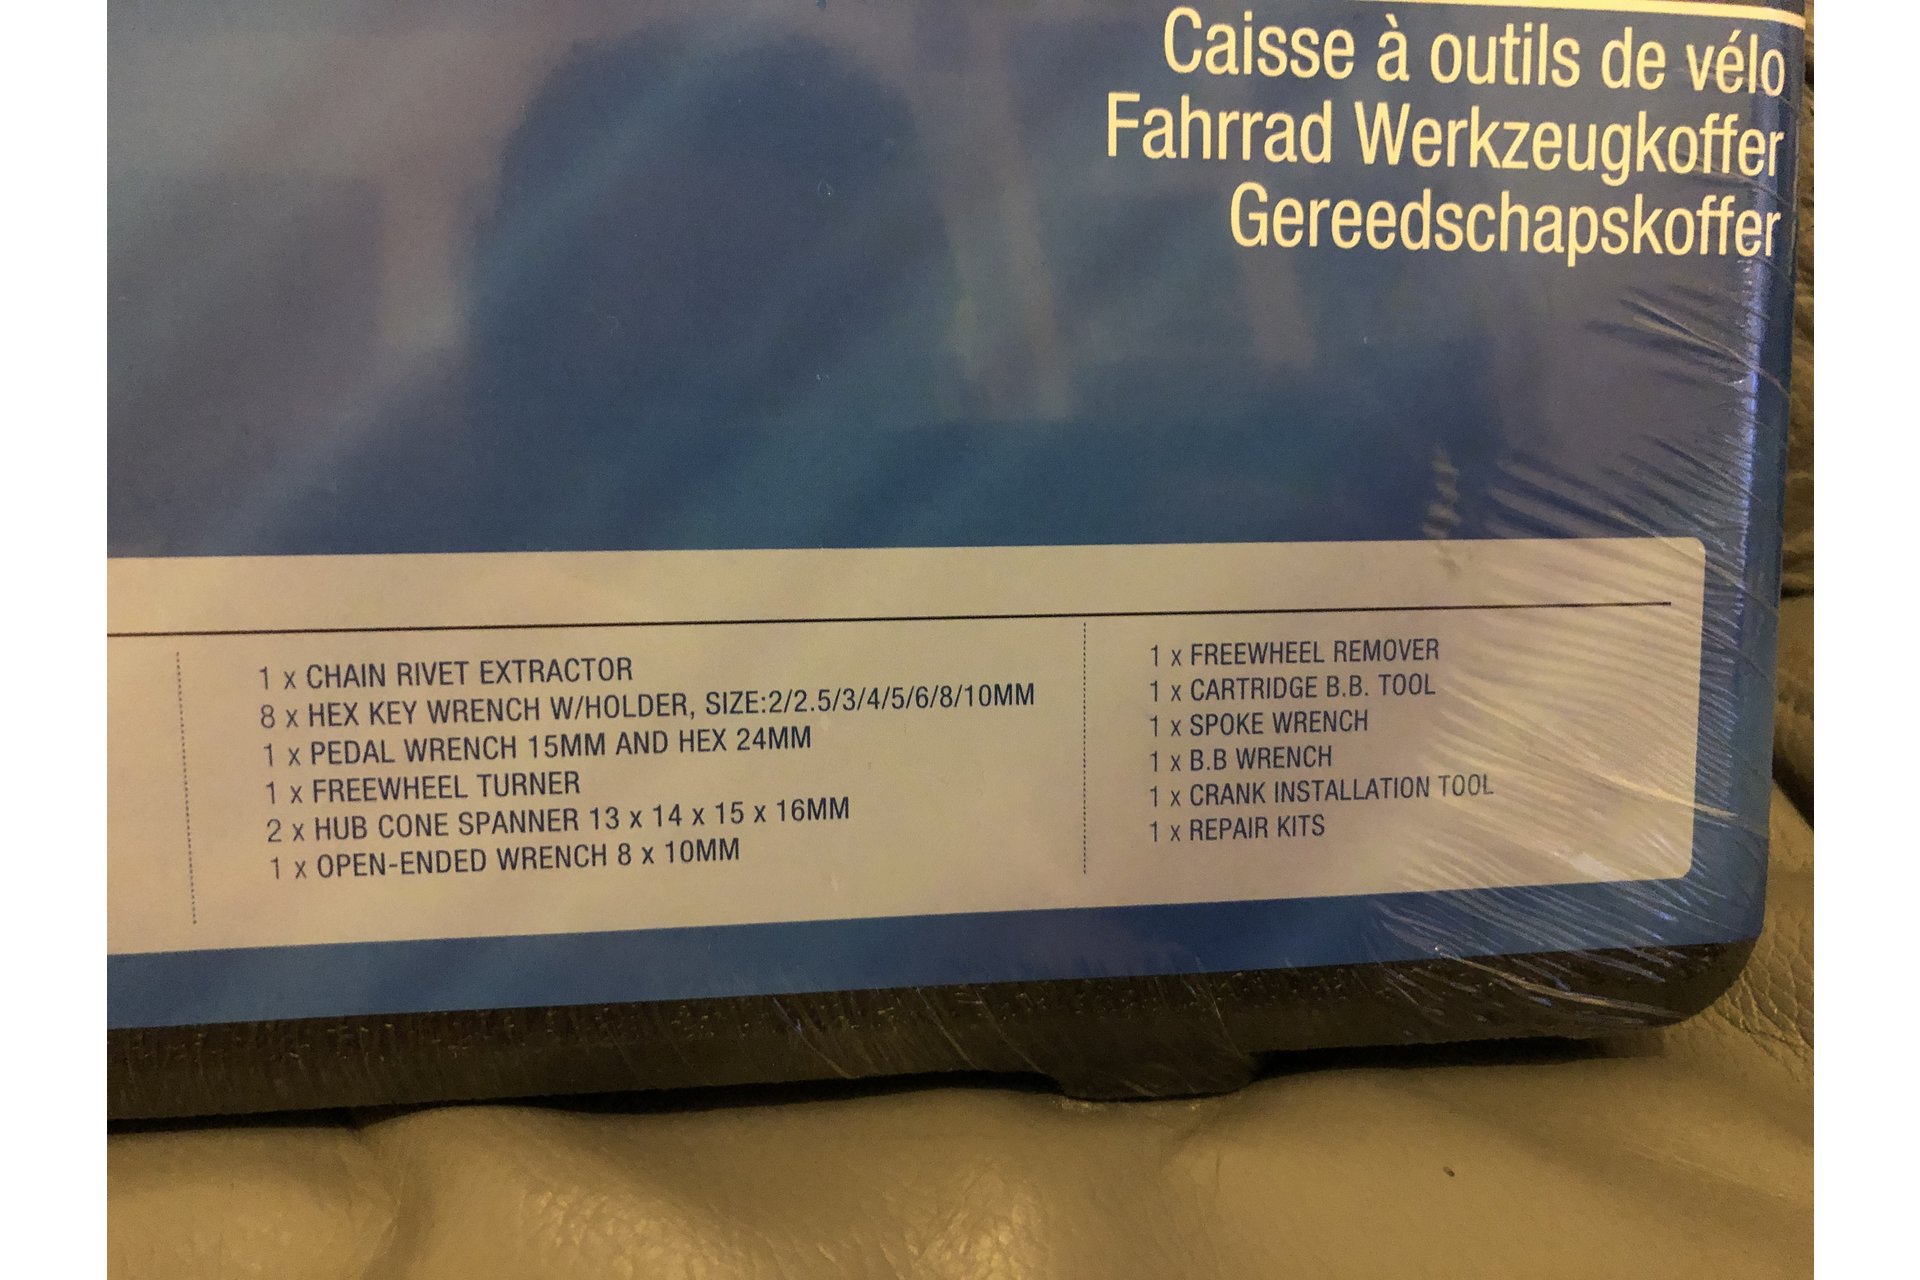 Caisse à outils de vélo
Fahrrad Werkzeugkoffer
Gereedschapskoffer
1 x CHAIN RIVET EXTRACTOR
8 x HEX KEY WRENCH W/HOLDER, SIZE:2/2.5/3/4/5/6/8/10MM
1 x PEDAL WRENCH 15MM AND HEX 24MM
1 x FREEWHEEL TURNER
2 x HUB CONE SPANNER 13 x 14 x 15 x 16MM
1 x OPEN-ENDED WRENCH 8 x 10MM
1 x FREEWHEEL REMOVER
1 x CARTRIDGE B.B. TOOL
1 x SPOKE WRENCH
1 x B.B WRENCH
1 x CRANK INSTALLATION TOOL
1 x REPAIR KITS